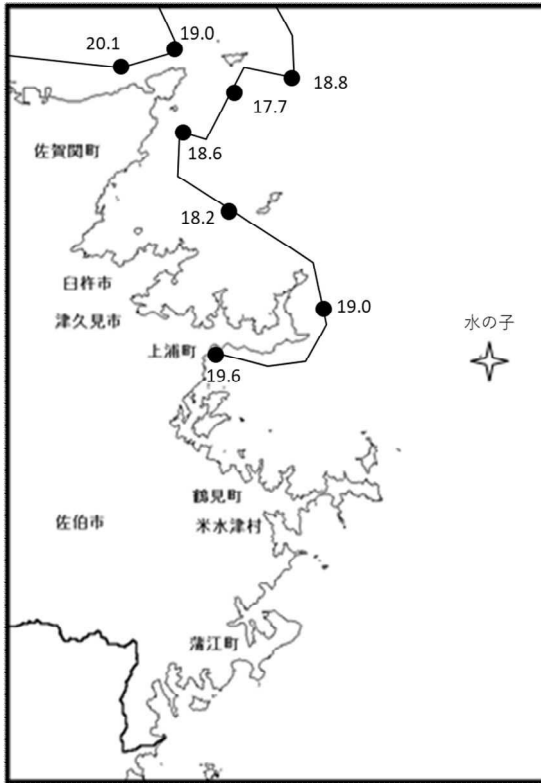 20.1
19.0
18.8
17.7
18.6
佐賀関町
18.2
臼杵市
津久見市
19.0
水の子
上浦町
19.6
鶴見町
佐伯市
米水津村
蒲江町